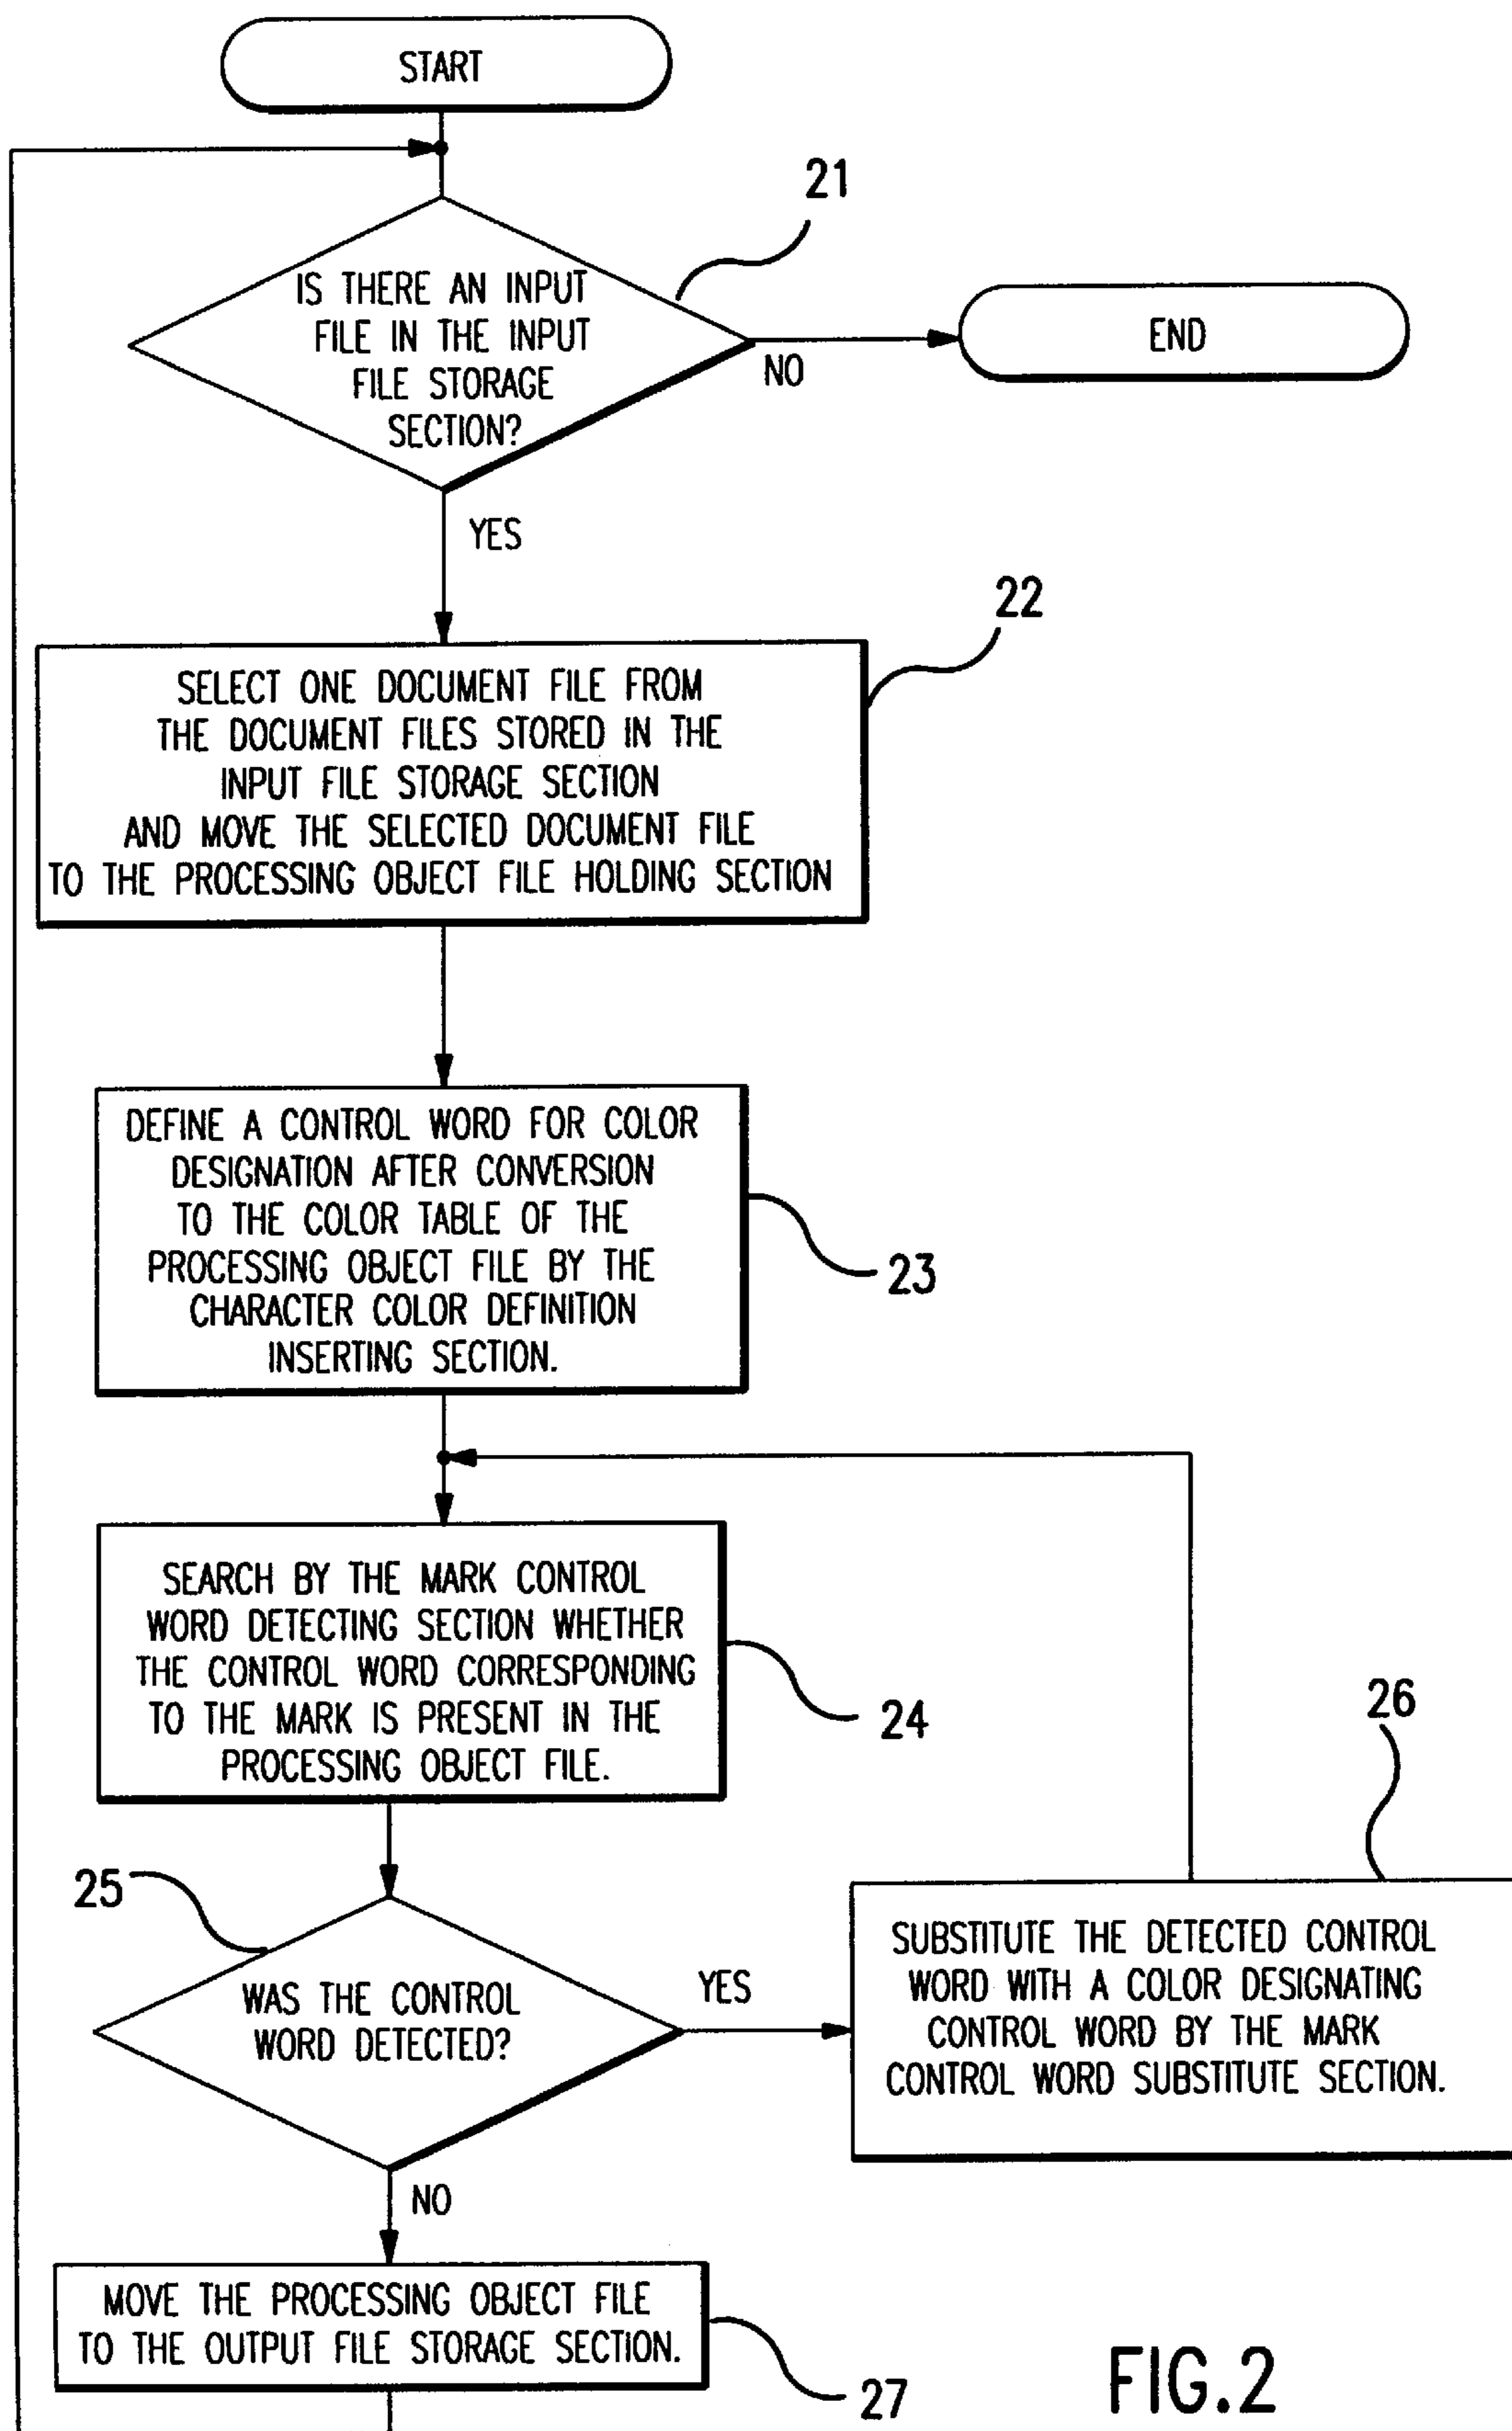 START
21
IS THERE AN INPUT
FILE IN THE INPUT
FILE STORAGE
SECTION?
NO
END
YES
22
SELECT ONE DOCUMENT FILE FROM
THE DOCUMENT FILES STORED IN THE
INPUT FILE STORAGE SECTION
AND MOVE THE SELECTED DOCUMENT FILE
TO THE PROCESSING OBJECT FILE HOLDING SECTION
DEFINE A CONTROL WORD FOR COLOR
DESIGNATION AFTER CONVERSION
TO THE COLOR TABLE OF THE
PROCESSING OBJECT FILE BY THE
CHARACTER COLOR DEFINITION
INSERTING SECTION.
23
SEARCH BY THE MARK CONTROL
WORD DETECTING SECTION WHETHER
THE CONTROL WORD CORRESPONDING
TO THE MARK IS PRESENT IN THE
PROCESSING OBJECT FILE.
24
25
WAS THE CONTROL
WORD DETECTED?
YES
26
SUBSTITUTE THE DETECTED CONTROL
WORD WITH A COLOR DESIGNATING
CONTROL WORD BY THE MARK
CONTROL WORD SUBSTITUTE SECTION.
NO
MOVE THE PROCESSING OBJECT FILE
TO THE OUTPUT FILE STORAGE SECTION.
27
FIG.2